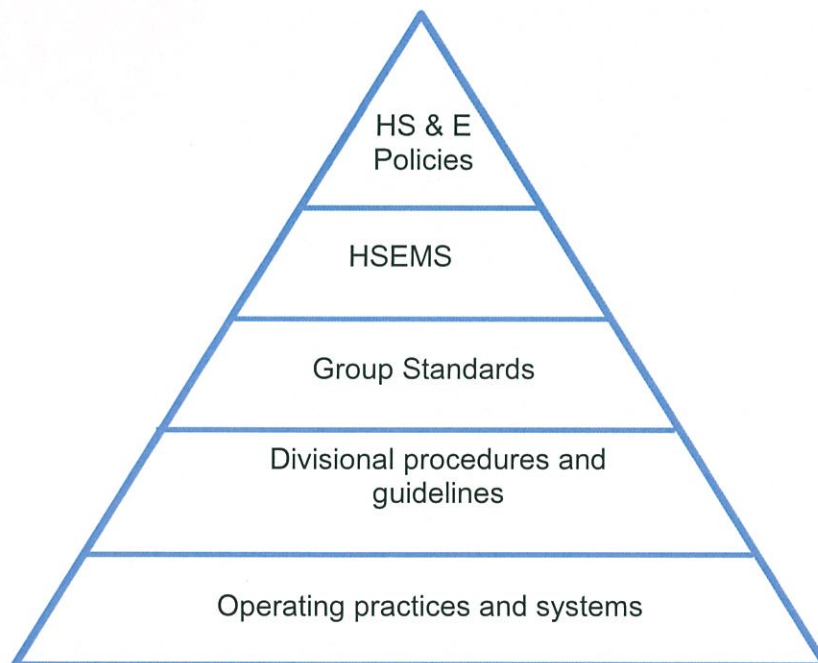 HS & E
Policies
HSEMS
Group Standards
Divisional procedures and
guidelines
Operating practices and systems